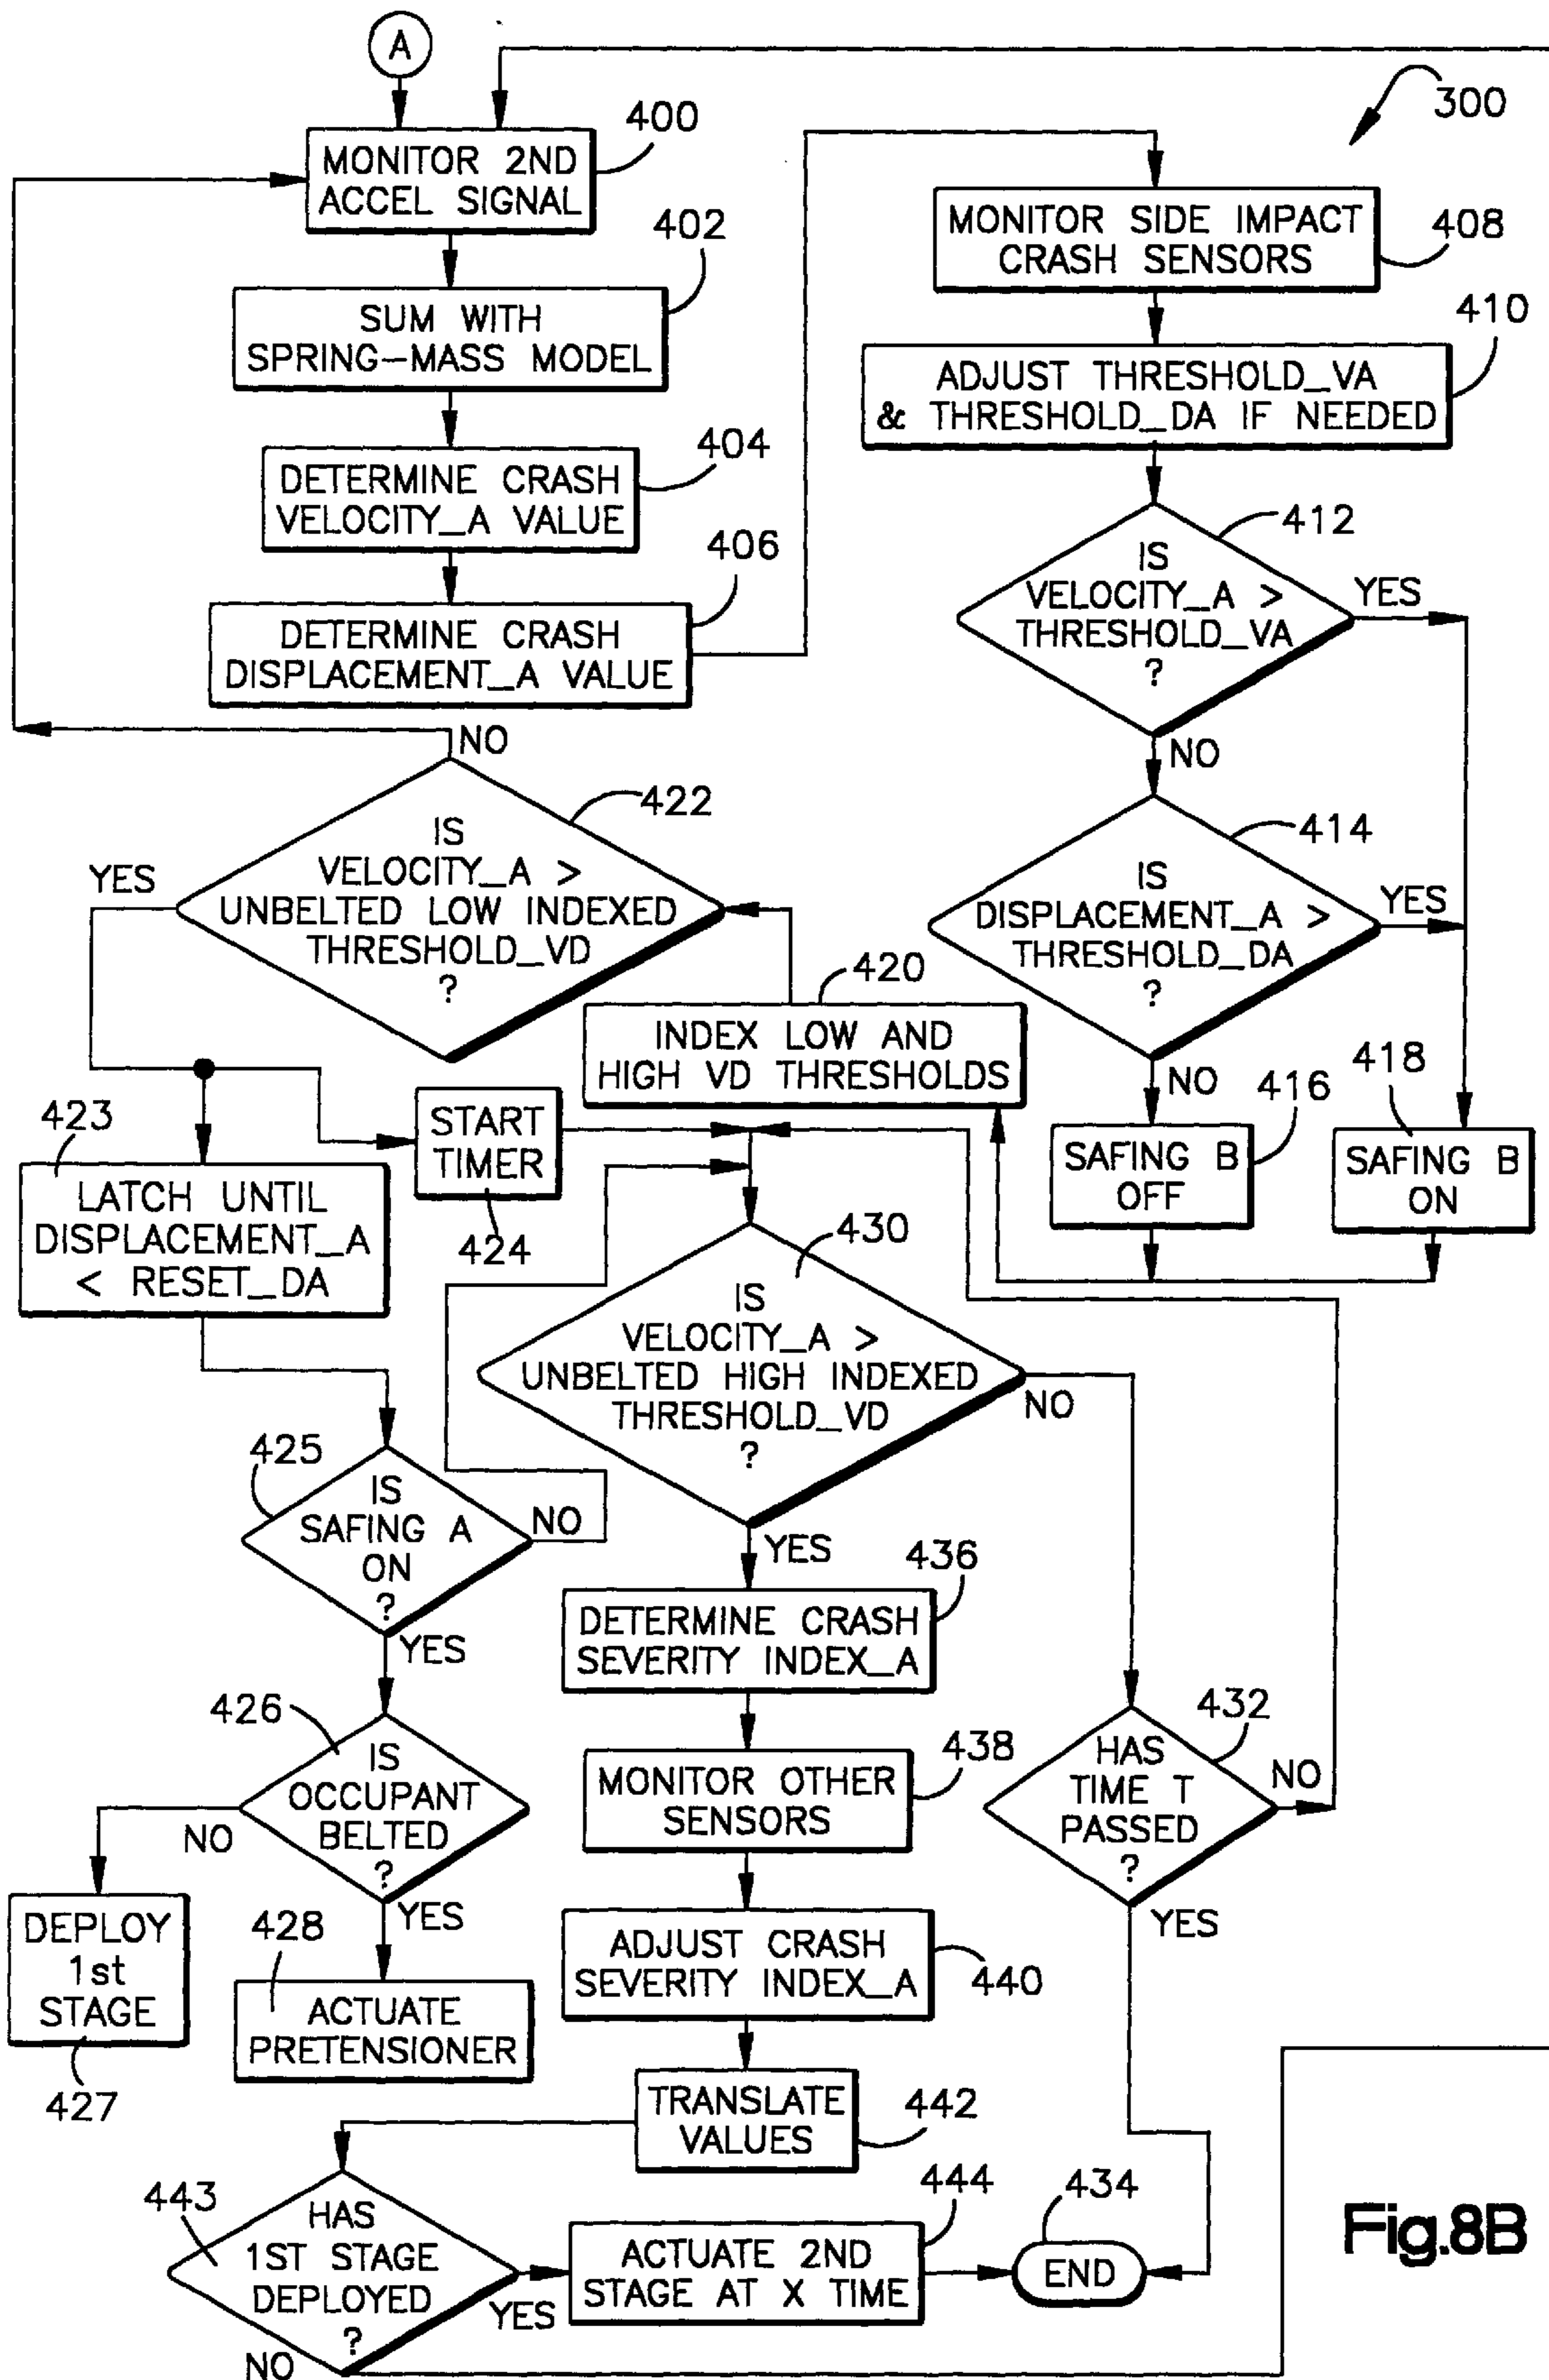 A
300
MONITOR 2ND
ACCEL SIGNAL
400
SUM WITH
SPRING-MASS MODEL
402
DETERMINE CRASH
VELOCITY_A VALUE
404
DETERMINE CRASH
DISPLACEMENT_A VALUE
406
MONITOR SIDE IMPACT
CRASH SENSORS
408
ADJUST THRESHOLD_VA
& THRESHOLD_DA IF NEEDED
410
IS
VELOCITY_A >
THRESHOLD_VA
?
412
YES
NO
IS
DISPLACEMENT_A >
THRESHOLD_DA
?
414
YES
NO
SAFING B
OFF
416
SAFING B
ON
418
INDEX LOW AND
HIGH VD THRESHOLDS
420
IS
VELOCITY_A >
UNBELTED LOW INDEXED
THRESHOLD_VD
?
422
NO
YES
LATCH UNTIL
DISPLACEMENT_A
< RESET_DA
423
START
TIMER
424
IS
SAFING A
ON
?
425
NO
YES
IS
OCCUPANT
BELTED
?
426
NO
YES
DEPLOY
1st
STAGE
427
ACTUATE
PRETENSIONER
428
IS
VELOCITY_A >
UNBELTED HIGH INDEXED
THRESHOLD_VD
?
430
NO
YES
HAS
TIME T
PASSED
?
432
NO
YES
DETERMINE CRASH
SEVERITY INDEX_A
436
MONITOR OTHER
SENSORS
438
ADJUST CRASH
SEVERITY INDEX_A
440
TRANSLATE
VALUES
442
HAS
1ST STAGE
DEPLOYED
?
443
YES
NO
ACTUATE 2ND
STAGE AT X TIME
444
END
434
Fig.8B